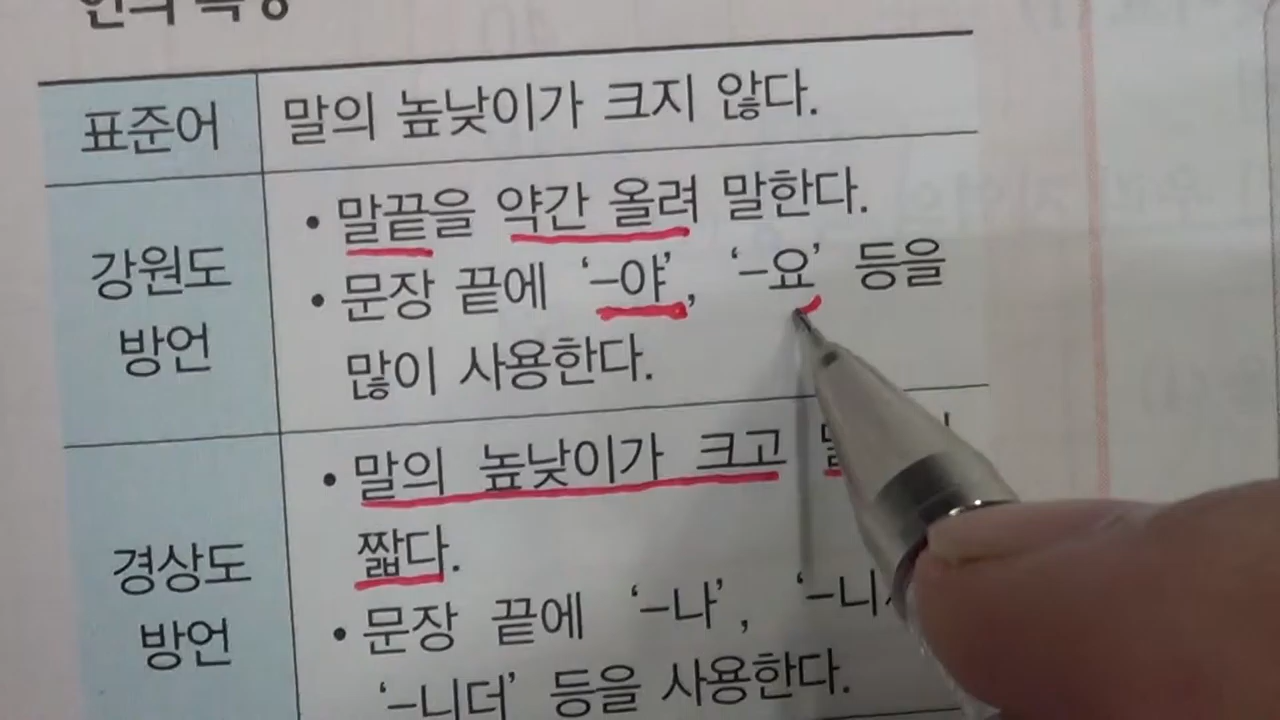 표준어
말의 높낮이가 크지 않다.
강원도
방언
• 말끝을 약간 올려 말한다.
• 문장 끝에 ‘–야’, ‘–요’ 등을
많이 사용한다.
경상도
방언
• 말의 높낮이가 크고
짧다.
• 문장 끝에 ‘–나’,
‘–니더’ 등을 사용한다.